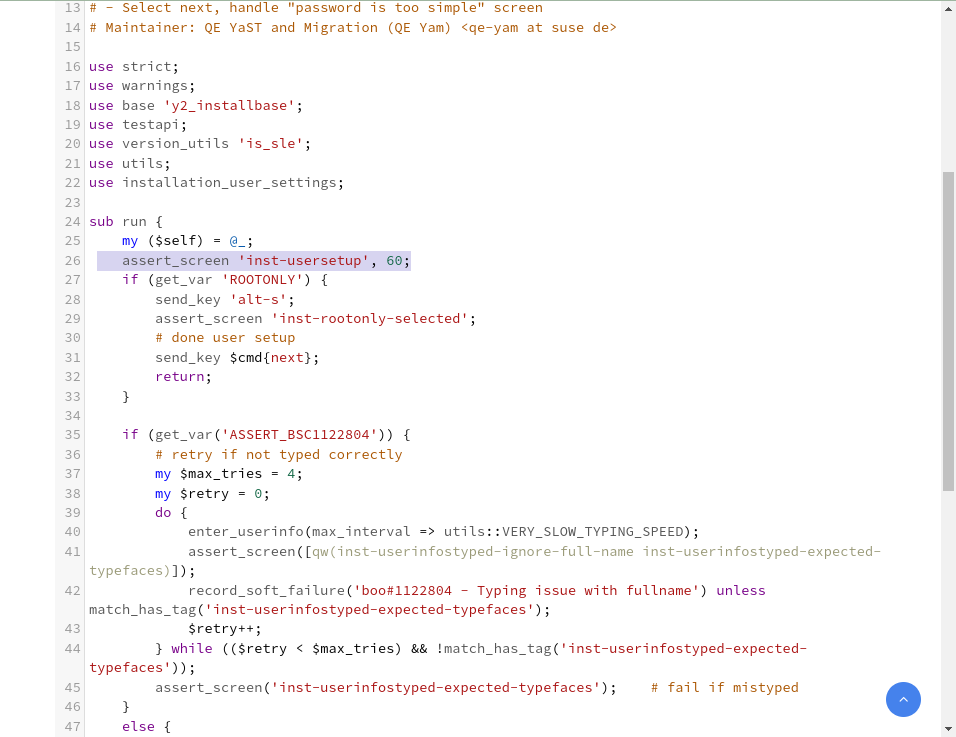 13 # - Select next, handle "password is too simple" screen
14 # Maintainer: QE YaST and Migration (QE Yam) <qe-yam at suse de>
15
16 use strict;
17 use warnings;
18 use base 'y2_installbase';
19 use testapi;
20 use version_utils 'is_sle';
21 use utils;
22 use installation_user_settings;
23
24 sub run {
25     my ($self) = @_;
26     assert_screen 'inst-usersetup', 60;
27     if (get_var 'ROOTONLY') {
28         send_key 'alt-s';
29         assert_screen 'inst-rootonly-selected';
30         # done user setup
31         send_key $cmd{next};
32         return;
33     }
34
35     if (get_var('ASSERT_BSC1122804')) {
36         # retry if not typed correctly
37         my $max_tries = 4;
38         my $retry = 0;
39         do {
40             enter_userinfo(max_interval => utils::VERY_SLOW_TYPING_SPEED);
41             assert_screen([qw(inst-userinfostyped-ignore-full-name inst-userinfostyped-expected-
typefaces)]);
42             record_soft_failure('boo#1122804 - Typing issue with fullname') unless
match_has_tag('inst-userinfostyped-expected-typefaces');
43             $retry++;
44         } while (($retry < $max_tries) && !match_has_tag('inst-userinfostyped-expected-
typefaces'));
45         assert_screen('inst-userinfostyped-expected-typefaces');    # fail if mistyped
46     }
47     else {